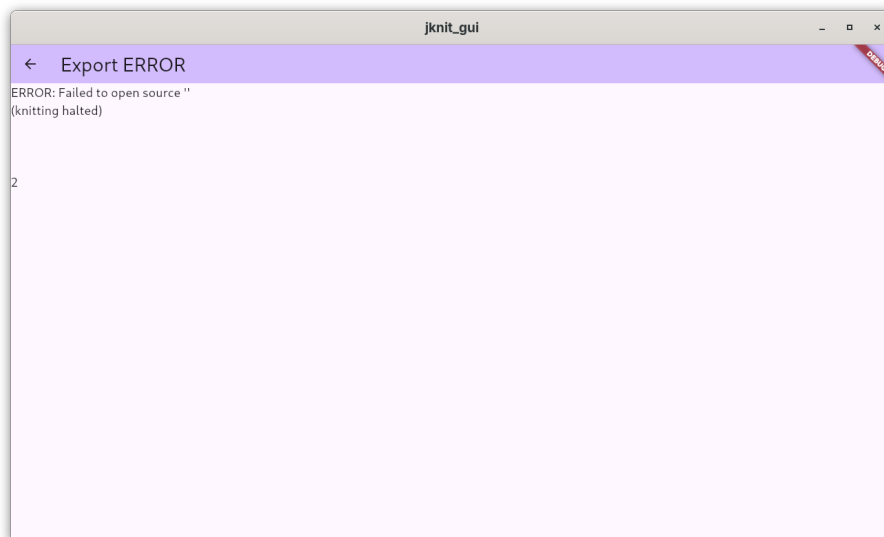 jknit_gui
Export ERROR
DEBUG
ERROR: Failed to open source ''
(knitting halted)
2